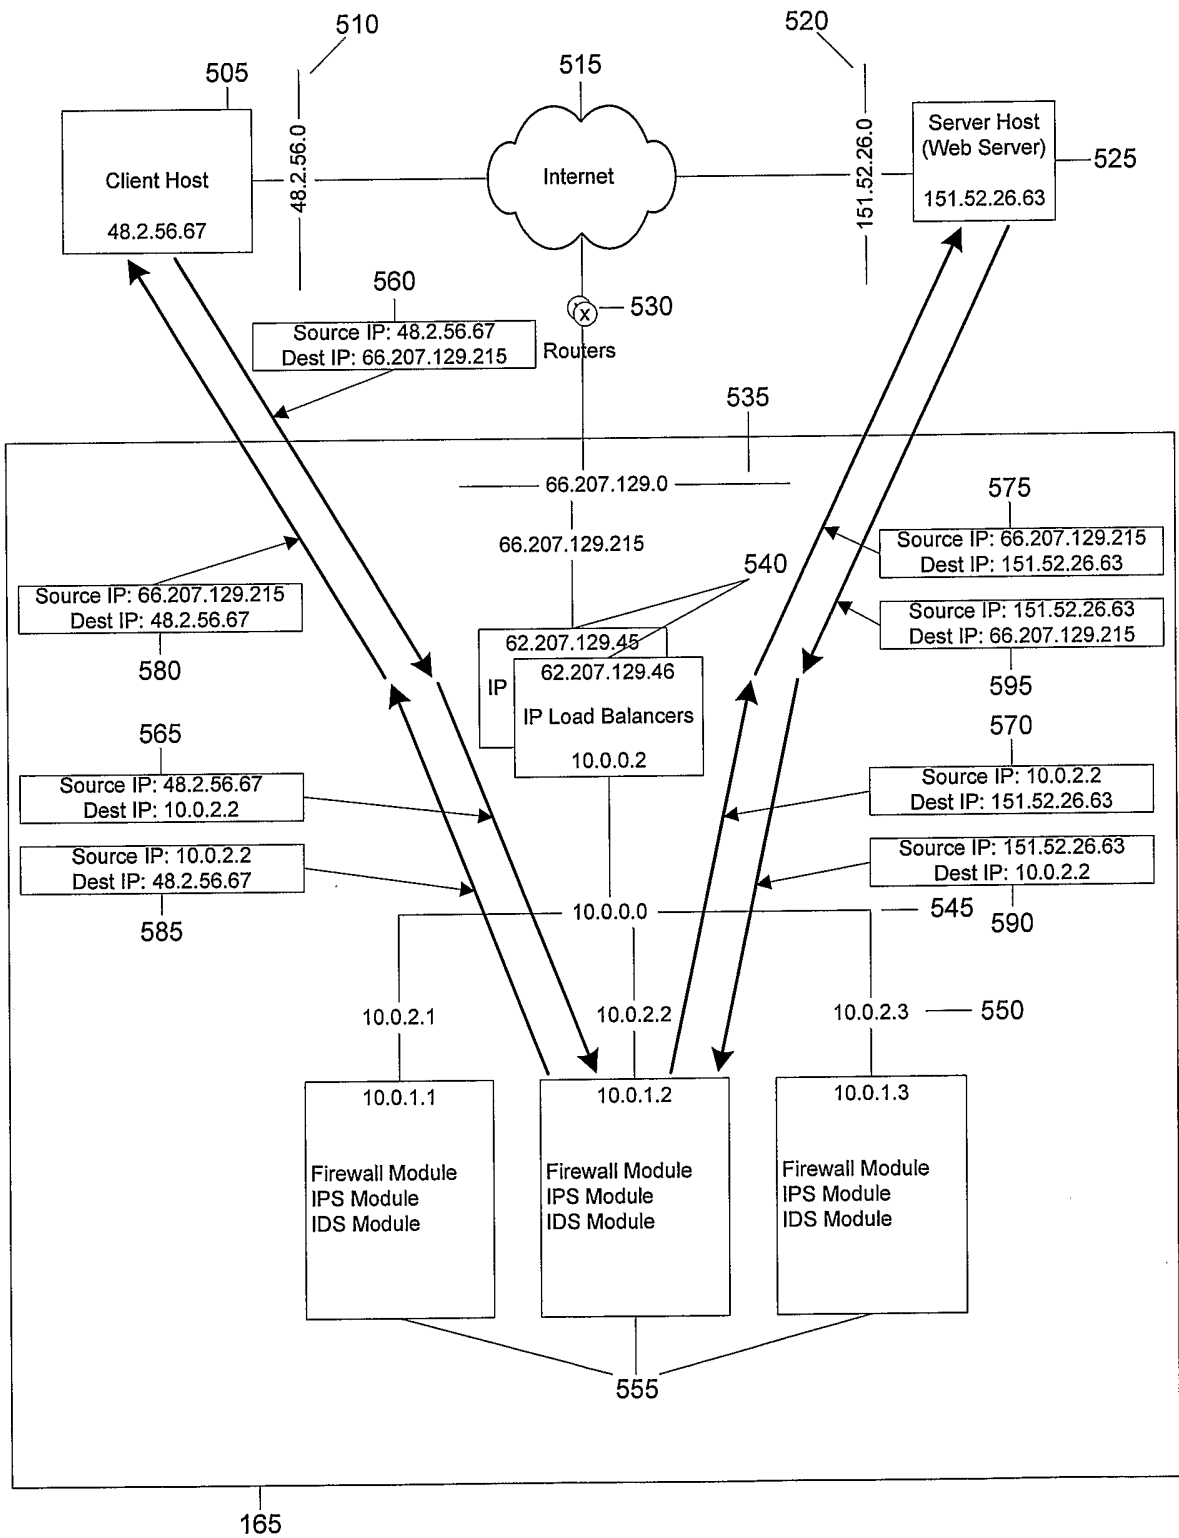 510
520
515
505
48.2.56.0
151.52.26.0
Client Host
48.2.56.67
Internet
Server Host
(Web Server)
151.52.26.63
525
560
Source IP: 48.2.56.67
Dest IP: 66.207.129.215
X
530
Routers
535
66.207.129.0
66.207.129.215
575
Source IP: 66.207.129.215
Dest IP: 151.52.26.63
540
Source IP: 66.207.129.215
Dest IP: 48.2.56.67
580
Source IP: 151.52.26.63
Dest IP: 66.207.129.215
595
62.207.129.45
IP
62.207.129.46
IP Load Balancers
10.0.0.2
565
Source IP: 48.2.56.67
Dest IP: 10.0.2.2
570
Source IP: 10.0.2.2
Dest IP: 151.52.26.63
Source IP: 10.0.2.2
Dest IP: 48.2.56.67
585
Source IP: 151.52.26.63
Dest IP: 10.0.2.2
590
10.0.0.0
545
10.0.2.1
10.0.2.2
10.0.2.3
550
10.0.1.1
Firewall Module
IPS Module
IDS Module
10.0.1.2
Firewall Module
IPS Module
IDS Module
10.0.1.3
Firewall Module
IPS Module
IDS Module
555
165